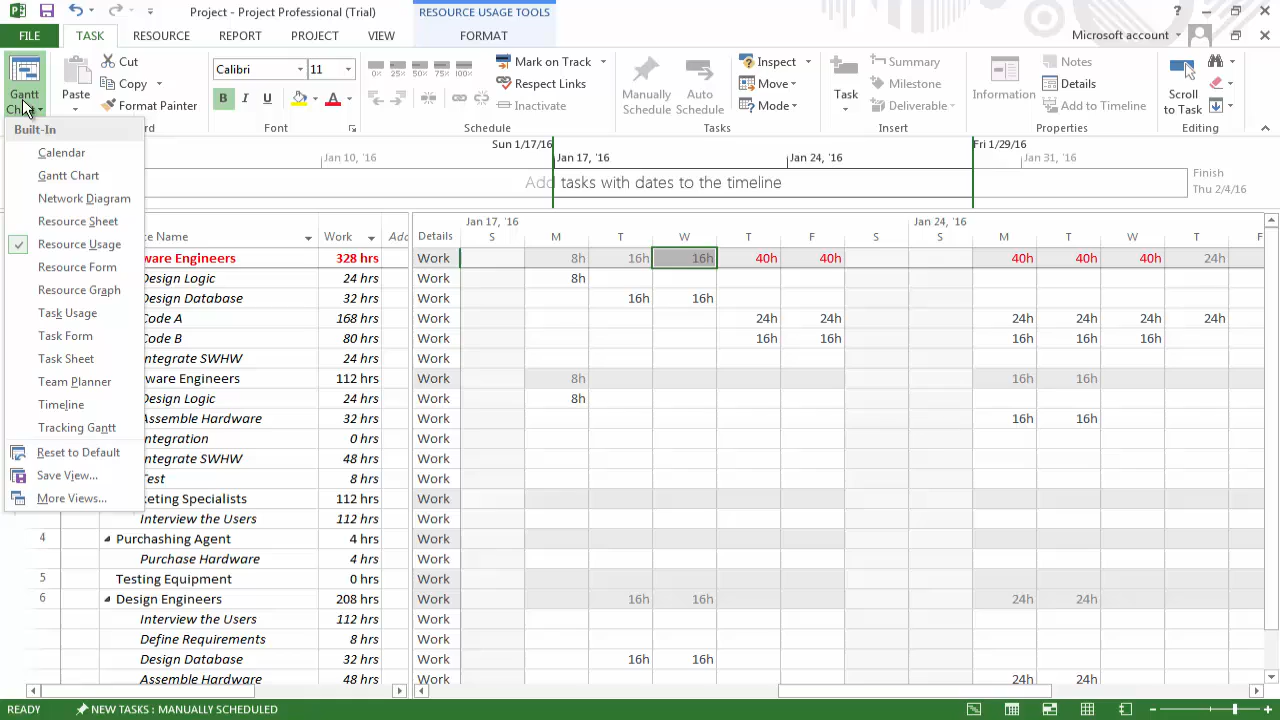 Project - Project Professional (Trial)
RESOURCE USAGE TOOLS
?
FILE
TASK
RESOURCE
REPORT
PROJECT
VIEW
FORMAT
Microsoft account
Gantt
Paste
Cut
Copy
Format Painter
Calibri
11
B
I
U
A
Font
0%
25%
50%
75%
100%
Mark on Track
Respect Links
Inactivate
Schedule
Manually
Schedule
Auto
Schedule
Inspect
Move
Mode
Tasks
Task
Summary
Milestone
Deliverable
Insert
Information
Notes
Details
Add to Timeline
Properties
Scroll
to Task
Editing
Built-In
Calendar
Gantt Chart
Network Diagram
Resource Sheet
Resource Usage
Resource Form
Resource Graph
Task Usage
Task Form
Task Sheet
Team Planner
Timeline
Tracking Gantt
Reset to Default
Save View...
More Views...
Sun 1/17/16
Fri 1/29/16
Jan 10, '16
Jan 17, '16
Jan 24, '16
Jan 31, '16
Add tasks with dates to the timeline
Finish
Thu 2/4/16
Jan 17, '16
Jan 24, '16
Name Work Add Details S M T W T F S S M T W T F
ware Engineers 328 hrs Work 8h 16h 16h 40h 40h 40h 40h 40h 24h
Design Logic 24 hrs Work 8h
Design Database 32 hrs Work 16h 16h
Code A 168 hrs Work 24h 24h 24h 24h 24h 24h
Code B 80 hrs Work 16h 16h 16h 16h 16h
Integrate SWHW 24 hrs Work
ware Engineers 112 hrs Work 8h 16h 16h
Design Logic 24 hrs Work 8h
Assemble Hardware 32 hrs Work 16h 16h
Integration 0 hrs Work
Integrate SWHW 48 hrs Work
Test 8 hrs Work
keting Specialists 112 hrs Work
Interview the Users 112 hrs Work
4 Purchashing Agent 4 hrs Work
Purchase Hardware 4 hrs Work
5 Testing Equipment 0 hrs Work
6 Design Engineers 208 hrs Work 16h 16h 24h 24h
Interview the Users 112 hrs Work
Define Requirements 8 hrs Work
Design Database 32 hrs Work 16h 16h
Assemble Hardware 48 hrs Work 24h 24h
READY
NEW TASKS : MANUALLY SCHEDULED